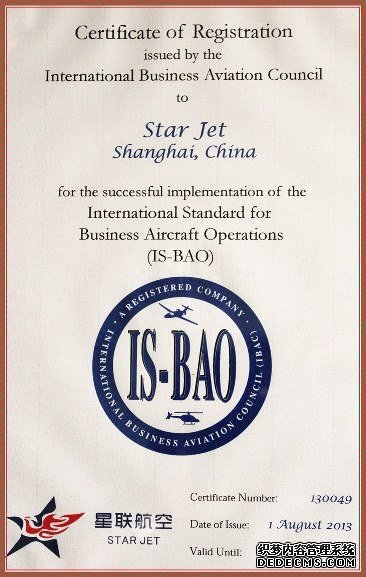 Certificate of Registration
issued by the
International Business Aviation Council
to
Star Jet
Shanghai, China
for the successful implementation of the
International Standard for
Business Aircraft Operations
(IS-BAO)
· A REGISTERED COMPANY ·
IS-BAO
INTERNATIONAL BUSINESS AVIATION COUNCIL (IBAC)
星联航空
STAR JET
Certificate Number: 130049
Date of Issue: 1 August 2013
Valid Until:
织梦内容管理系统
DEDECMS.COM